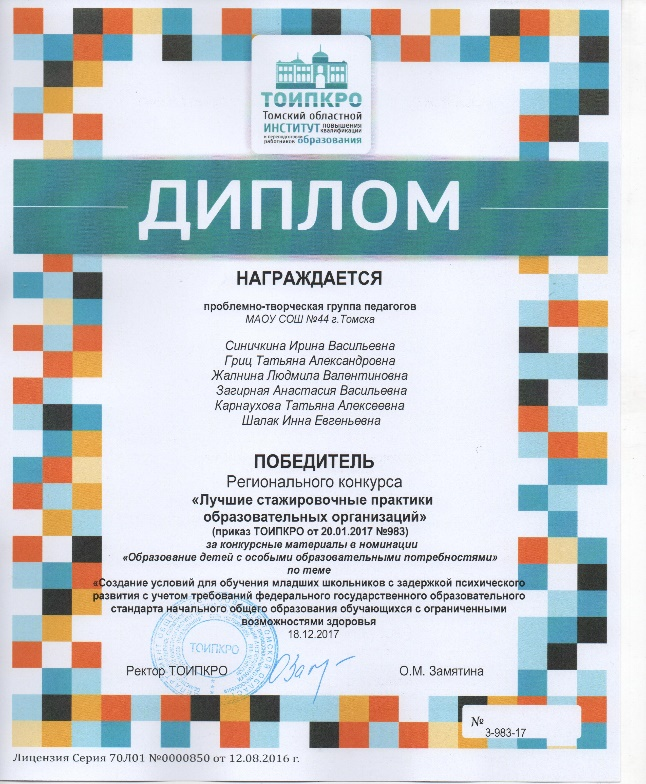 ТОИПКРО
Томский областной
ИНСТИТУТ повышения квалификации
и переподготовки работников образования
ДИПЛОМ
НАГРАЖДАЕТСЯ
проблемно-творческая группа педагогов
МАОУ СОШ №44 г.Томска
Синичкина Ирина Васильевна
Гриц Татьяна Александровна
Жалнина Людмила Валентиновна
Загирная Анастасия Васильевна
Карнаухова Татьяна Алексеевна
Шалак Инна Евгеньевна
ПОБЕДИТЕЛЬ
Регионального конкурса
«Лучшие стажировочные практики
образовательных организаций»
(приказ ТОИПКРО от 20.01.2017 №983)
за конкурсные материалы в номинации
«Образование детей с особыми образовательными потребностями»
по теме
«Создание условий для обучения младших школьников с задержкой психического
развития с учетом требований федерального государственного образовательного
стандарта начального общего образования обучающихся с ограниченными
возможностями здоровья
18.12.2017
ТОИПКРО
Ректор ТОИПКРО О.М. Замятина
№
3-983-17
Лицензия Серия 70Л01 №0000850 от 12.08.2016 г.